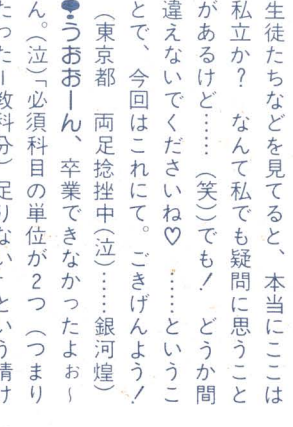 生徒たちなどを見てると、本当にここは
私立か？　なんて私でも疑問に思うこと
があるけど……（笑））でも！　どうか間
違えないでくださいね♡　……というこ
とで、今回はこれにて。ごきげんよう！
（東京都　両足捻挫中（泣）……銀河煌）
●うおおーん、卒業できなかったよぉ～
ん。（泣）「必須科目の単位が２つ（つまり
たった一教科分）足りない」という情け